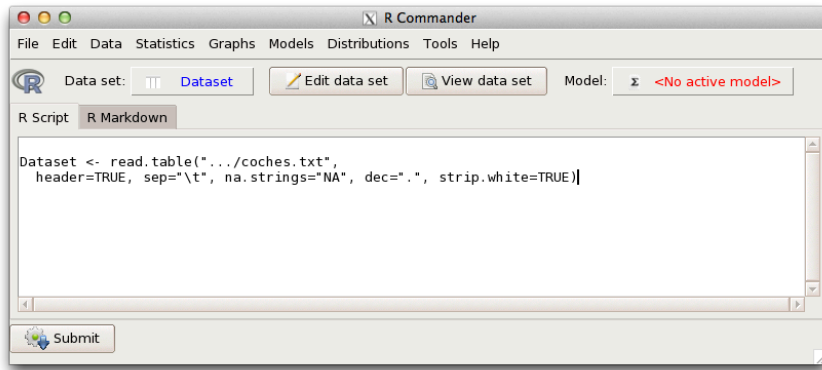 R Commander
File Edit Data Statistics Graphs Models Distributions Tools Help
R Data set: Dataset Edit data set View data set Model: Σ <No active model>
R Script R Markdown
Dataset <- read.table(".../coches.txt",
  header=TRUE, sep="\t", na.strings="NA", dec=".", strip.white=TRUE)
Submit